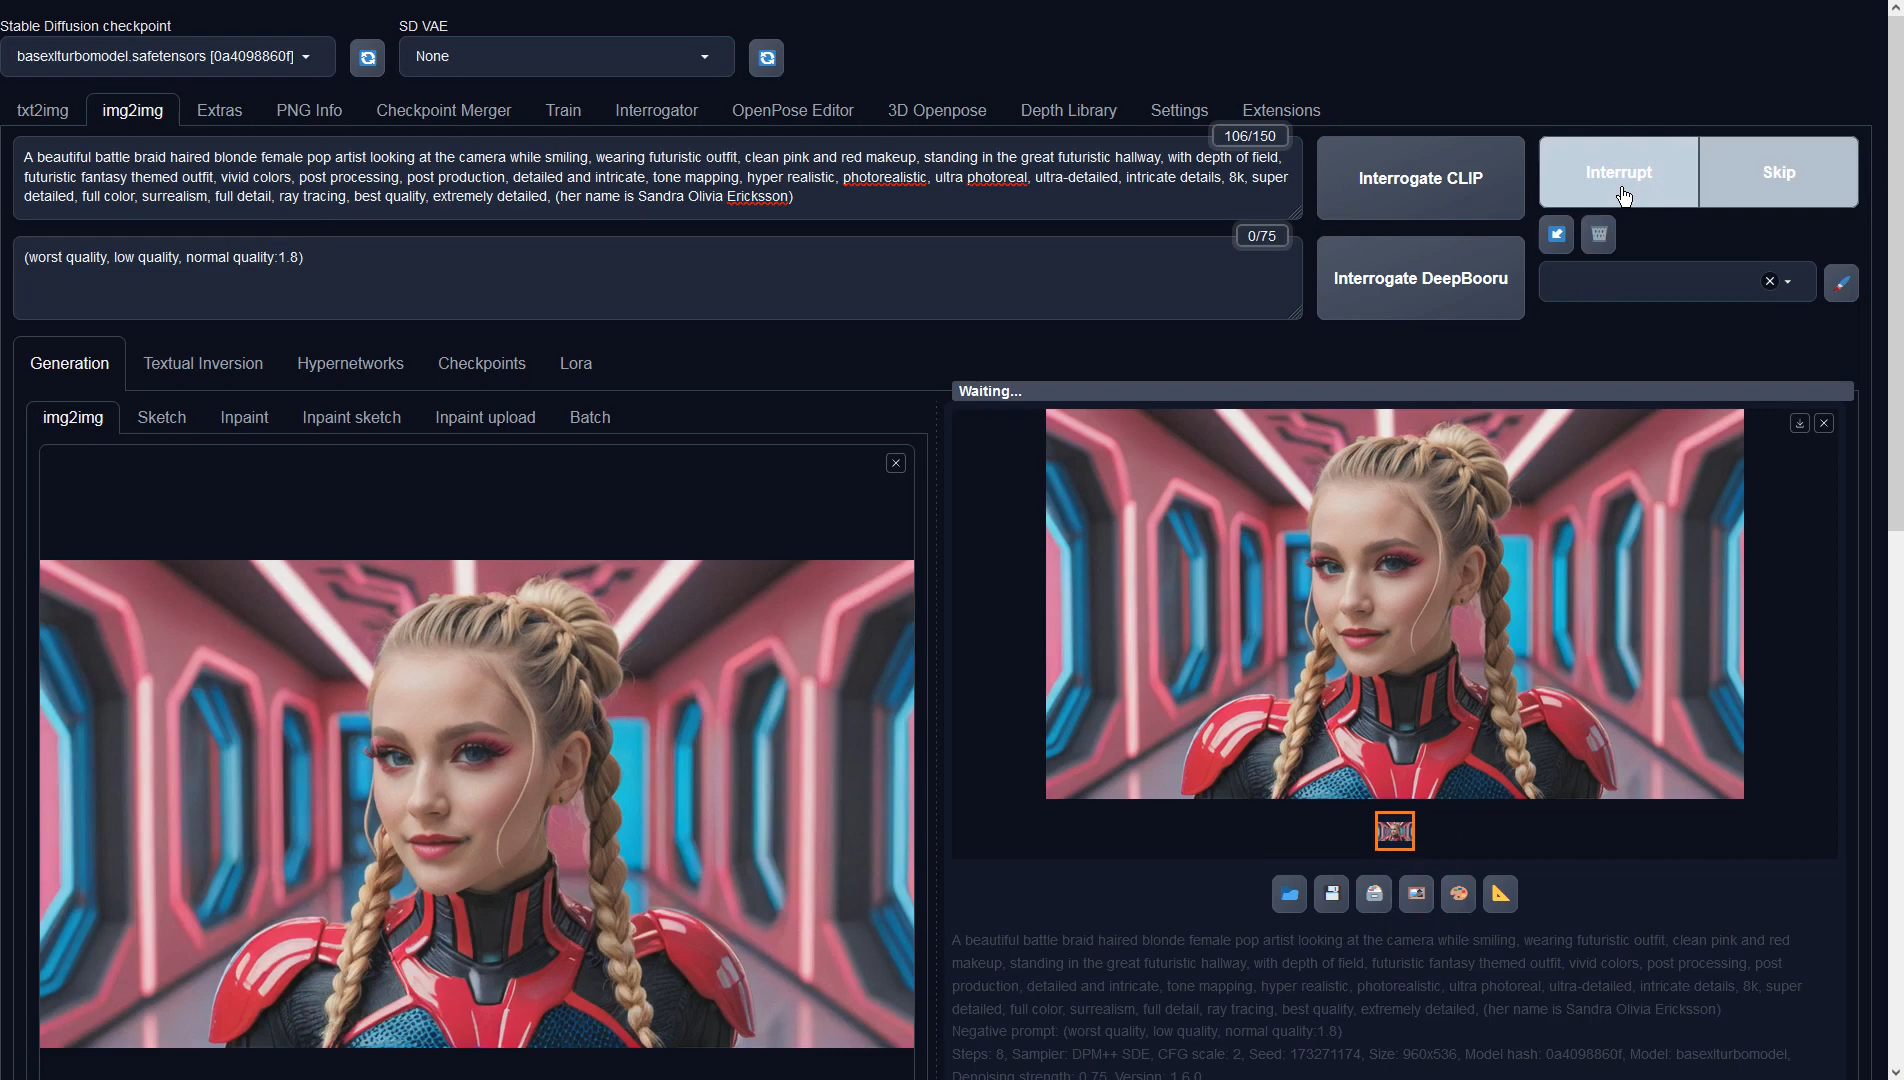 Stable Diffusion checkpoint
SD VAE
basexlturbomodel.safetensors [0a4098860f]
None
txt2img
img2img
Extras
PNG Info
Checkpoint Merger
Train
Interrogator
OpenPose Editor
3D Openpose
Depth Library
Settings
Extensions
106/150
A beautiful battle braid haired blonde female pop artist looking at the camera while smiling, wearing futuristic outfit, clean pink and red makeup, standing in the great futuristic hallway, with depth of field,
futuristic fantasy themed outfit, vivid colors, post processing, post production, detailed and intricate, tone mapping, hyper realistic, photorealistic, ultra photoreal, ultra-detailed, intricate details, 8k, super
detailed, full color, surrealism, full detail, ray tracing, best quality, extremely detailed, (her name is Sandra Olivia Ericksson)
Interrogate CLIP
Interrupt
Skip
0/75
(worst quality, low quality, normal quality:1.8)
Interrogate DeepBooru
Generation
Textual Inversion
Hypernetworks
Checkpoints
Lora
Waiting...
img2img
Sketch
Inpaint
Inpaint sketch
Inpaint upload
Batch
A beautiful battle braid haired blonde female pop artist looking at the camera while smiling, wearing futuristic outfit, clean pink and red
makeup, standing in the great futuristic hallway, with depth of field, futuristic fantasy themed outfit, vivid colors, post processing, post
production, detailed and intricate, tone mapping, hyper realistic, photorealistic, ultra photoreal, ultra-detailed, intricate details, 8k, super
detailed, full color, surrealism, full detail, ray tracing, best quality, extremely detailed, (her name is Sandra Olivia Ericksson)
Negative prompt: (worst quality, low quality, normal quality:1.8)
Steps: 8, Sampler: DPM++ SDE, CFG scale: 2, Seed: 173271174, Size: 960x536, Model hash: 0a4098860f, Model: basexlturbomodel,
Denoising strength: 0.75, Version: 1.6.0